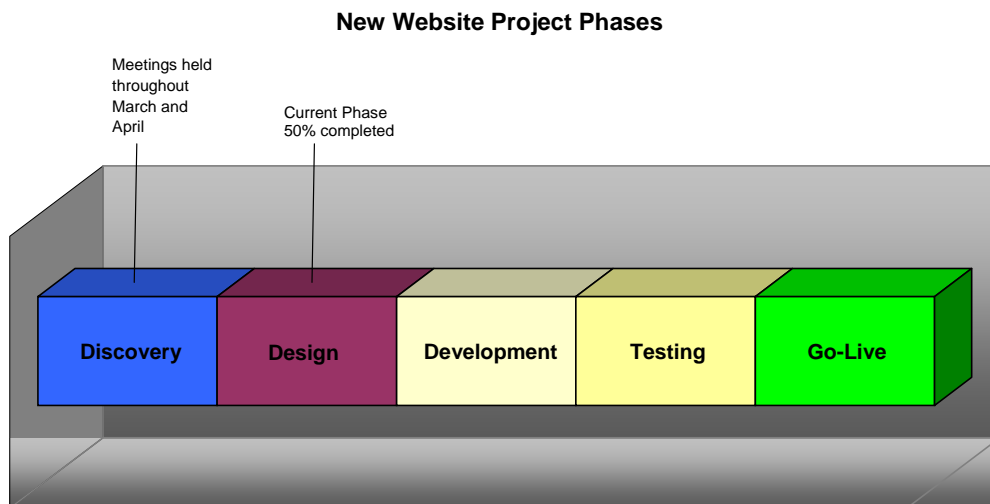 New Website Project Phases
Meetings held
throughout
March and
April
Current Phase
50% completed
Discovery
Design
Development
Testing
Go-Live